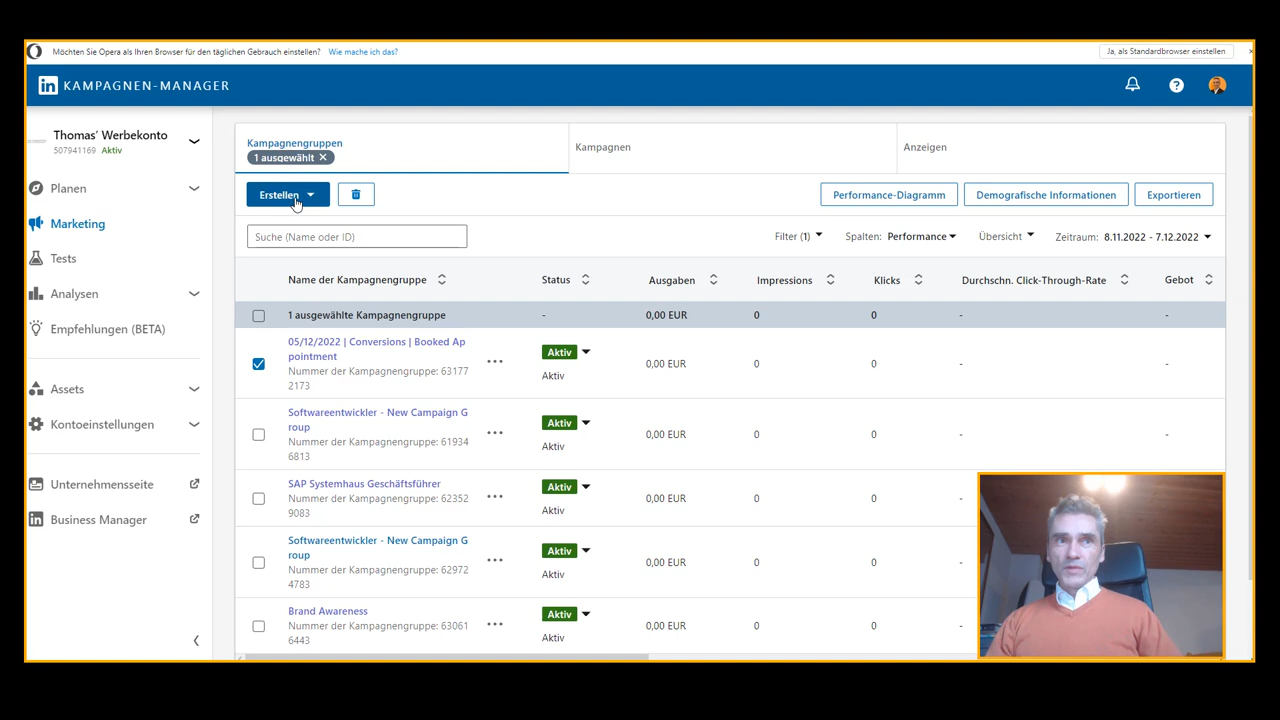 Möchten Sie Opera als Ihren Browser für den täglichen Gebrauch einstellen? Wie mache ich das? Ja, als Standardbrowser einstellen
in KAMPAGNEN-MANAGER
Thomas' Werbekonto
507941169 Aktiv
Planen
Marketing
Tests
Analysen
Empfehlungen (BETA)
Assets
Kontoeinstellungen
Unternehmensseite
in Business Manager
Kampagnengruppen
1 ausgewählt
Kampagnen
Anzeigen
Erstellen
Performance-Diagramm Demografische Informationen Exportieren
Suche (Name oder ID)
Filter (1) Spalten: Performance Übersicht Zeitraum: 8.11.2022 - 7.12.2022
Name der Kampagnengruppe Status Ausgaben Impressions Klicks Durchschn. Click-Through-Rate Gebot
1 ausgewählte Kampagnengruppe - 0,00 EUR 0 0 - -
05/12/2022 | Conversions | Booked Ap
pointment
Nummer der Kampagnengruppe: 63177
2173
Aktiv
Aktiv
0,00 EUR 0 0 - -
Softwareentwickler - New Campaign G
roup
Nummer der Kampagnengruppe: 61934
6813
Aktiv
Aktiv
0,00 EUR 0 0 - -
SAP Systemhaus Geschäftsführer
Nummer der Kampagnengruppe: 62352
9083
Aktiv
Aktiv
0,00 EUR 0 0 -
Softwareentwickler - New Campaign G
roup
Nummer der Kampagnengruppe: 62972
4783
Aktiv
Aktiv
0,00 EUR 0 0 -
Brand Awareness
Nummer der Kampagnengruppe: 63061
6443
Aktiv
Aktiv
0,00 EUR 0 0 -